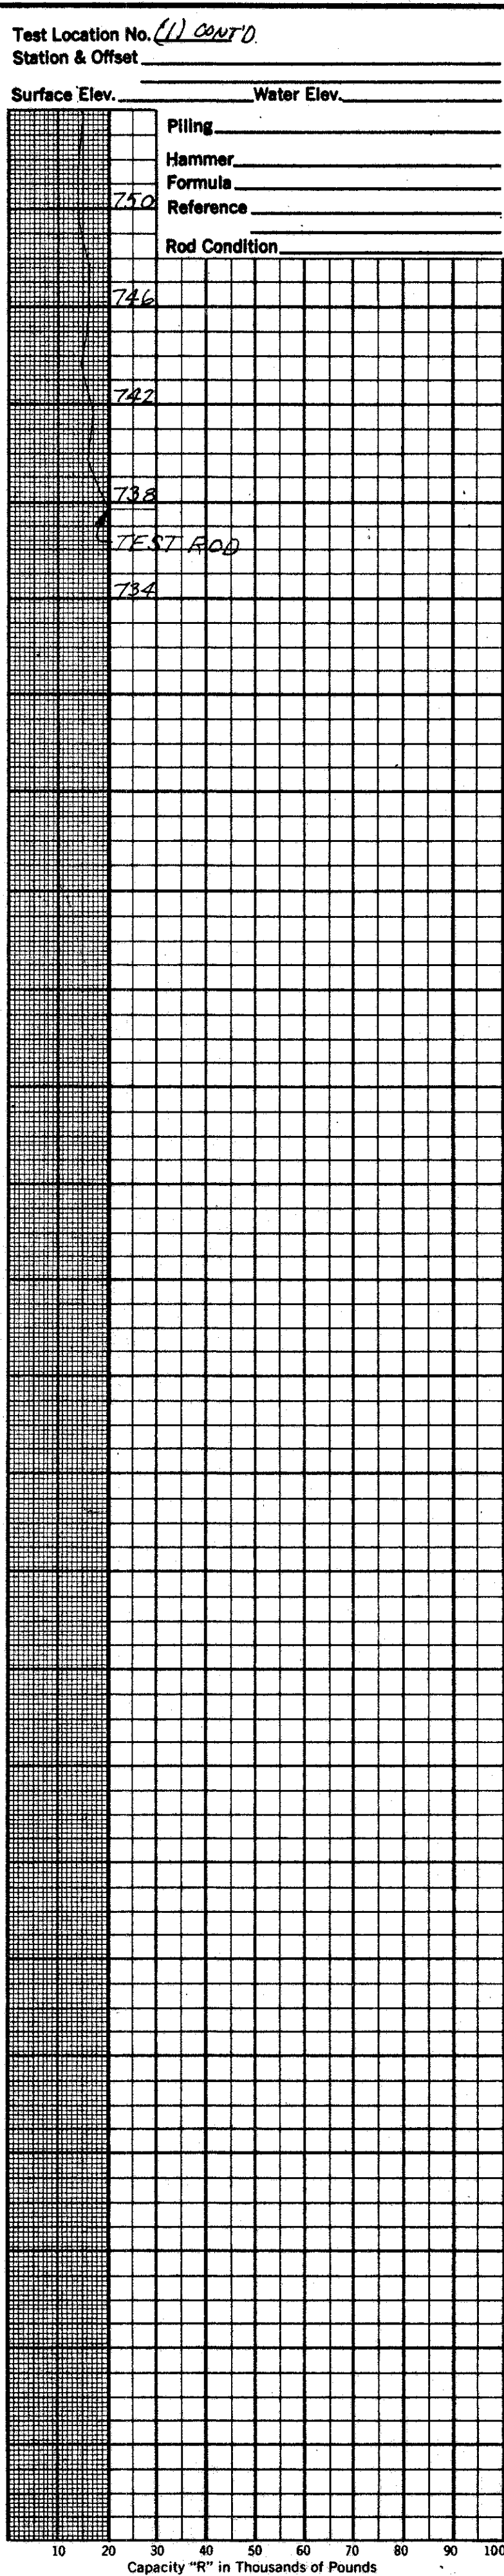 Test Location No. (1) CONT'D.
Station & Offset
Surface Elev. Water Elev.
Piling
Hammer
Formula
750
Reference
Rod Condition
746
742
738
TEST ROD
734
10 20 30 40 50 60 70 80 90 100
Capacity "R" in Thousands of Pounds